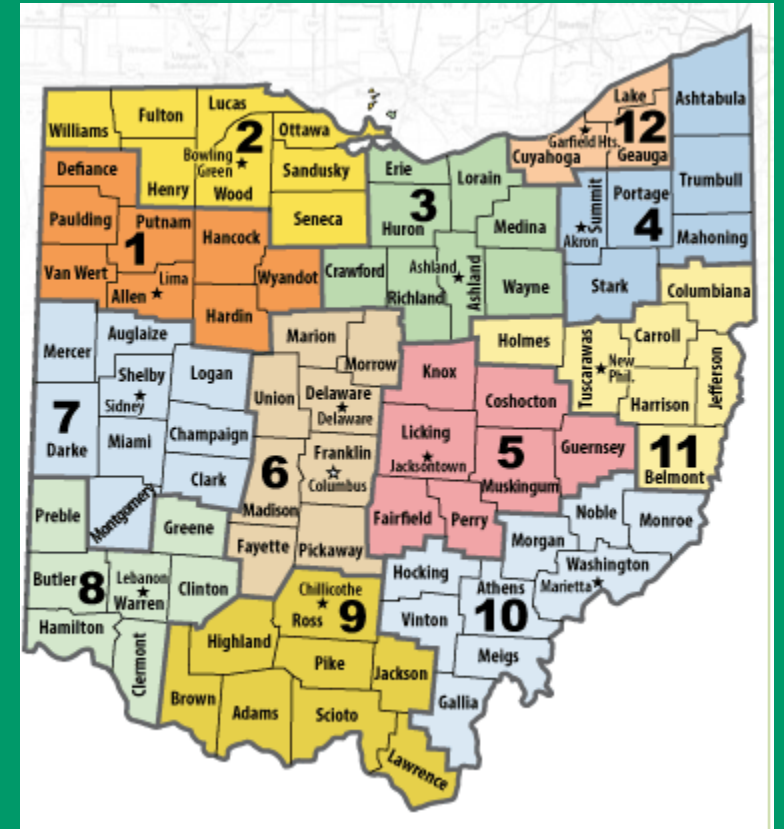 Lake
Ashtabula
12
Garfield Hts.
Cuyahoga
Geauga
Williams
Fulton
Lucas
2
Ottawa
Bowling
Green
Henry
Wood
Sandusky
Seneca
Defiance
Paulding
Putnam
1
Hancock
Van Wert
Lima
Allen
Wyandot
Hardin
Erie
Lorain
3
Huron
Medina
Crawford
Ashland
Ashland
Richland
Wayne
Summit
Portage
Trumbull
4
Akron
Mahoning
Stark
Columbiana
Holmes
Tuscarawas
Carroll
New
Phil.
Jefferson
Harrison
11
Belmont
Mercer
Auglaize
Shelby
Logan
Sidney
7
Darke
Miami
Champaign
Clark
Montgomery
Marion
Morrow
Union
Delaware
Delaware
Franklin
6
Columbus
Madison
Fayette
Pickaway
Knox
Coshocton
Licking
5
Guernsey
Jacksontown
Muskingum
Fairfield
Perry
Noble
Monroe
Morgan
Washington
Hocking
Athens
Marietta
10
Vinton
Meigs
Gallia
Preble
Greene
Butler
8
Lebanon
Warren
Clinton
Hamilton
Clermont
Chillicothe
Ross
9
Highland
Pike
Jackson
Brown
Adams
Scioto
Lawrence